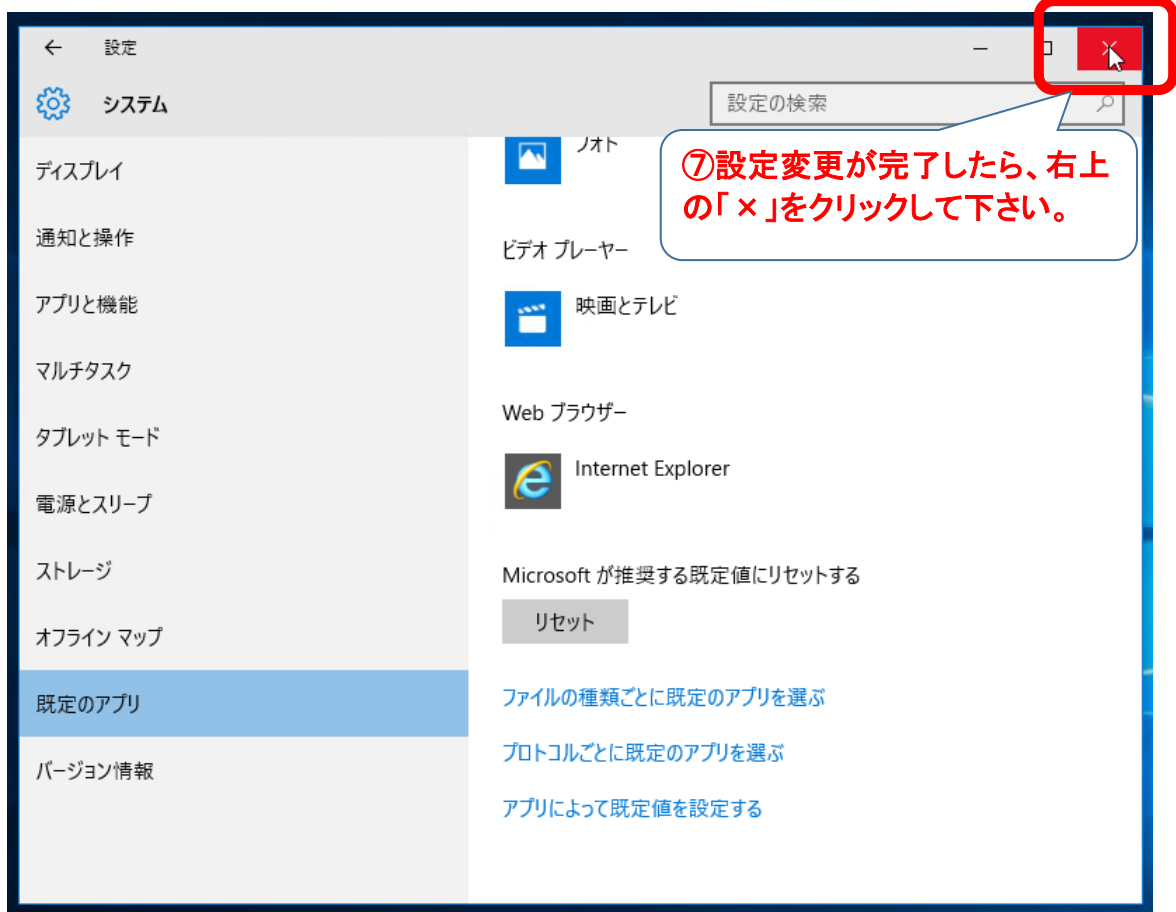 設定
システム
設定の検索
⑦設定変更が完了したら、右上
の「×」をクリックして下さい。
ディスプレイ
通知と操作
アプリと機能
マルチタスク
タブレット モード
電源とスリープ
ストレージ
オフライン マップ
既定のアプリ
バージョン情報
フォト
ビデオ プレーヤー
映画とテレビ
Web ブラウザー
Internet Explorer
Microsoft が推奨する既定値にリセットする
リセット
ファイルの種類ごとに既定のアプリを選ぶ
プロトコルごとに既定のアプリを選ぶ
アプリによって既定値を設定する